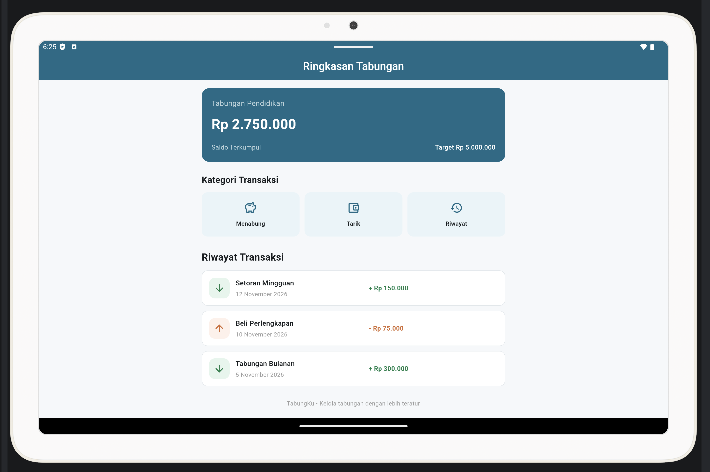 6:25
Ringkasan Tabungan
Tabungan Pendidikan
Rp 2.750.000
Saldo Terkumpul
Target Rp 5.000.000
Kategori Transaksi
Menabung
Tarik
Riwayat
Riwayat Transaksi
Setoran Mingguan
12 November 2026
+ Rp 150.000
Beli Perlengkapan
10 November 2026
- Rp 75.000
Tabungan Bulanan
5 November 2026
+ Rp 300.000
TabungKu • Kelola tabungan dengan lebih teratur